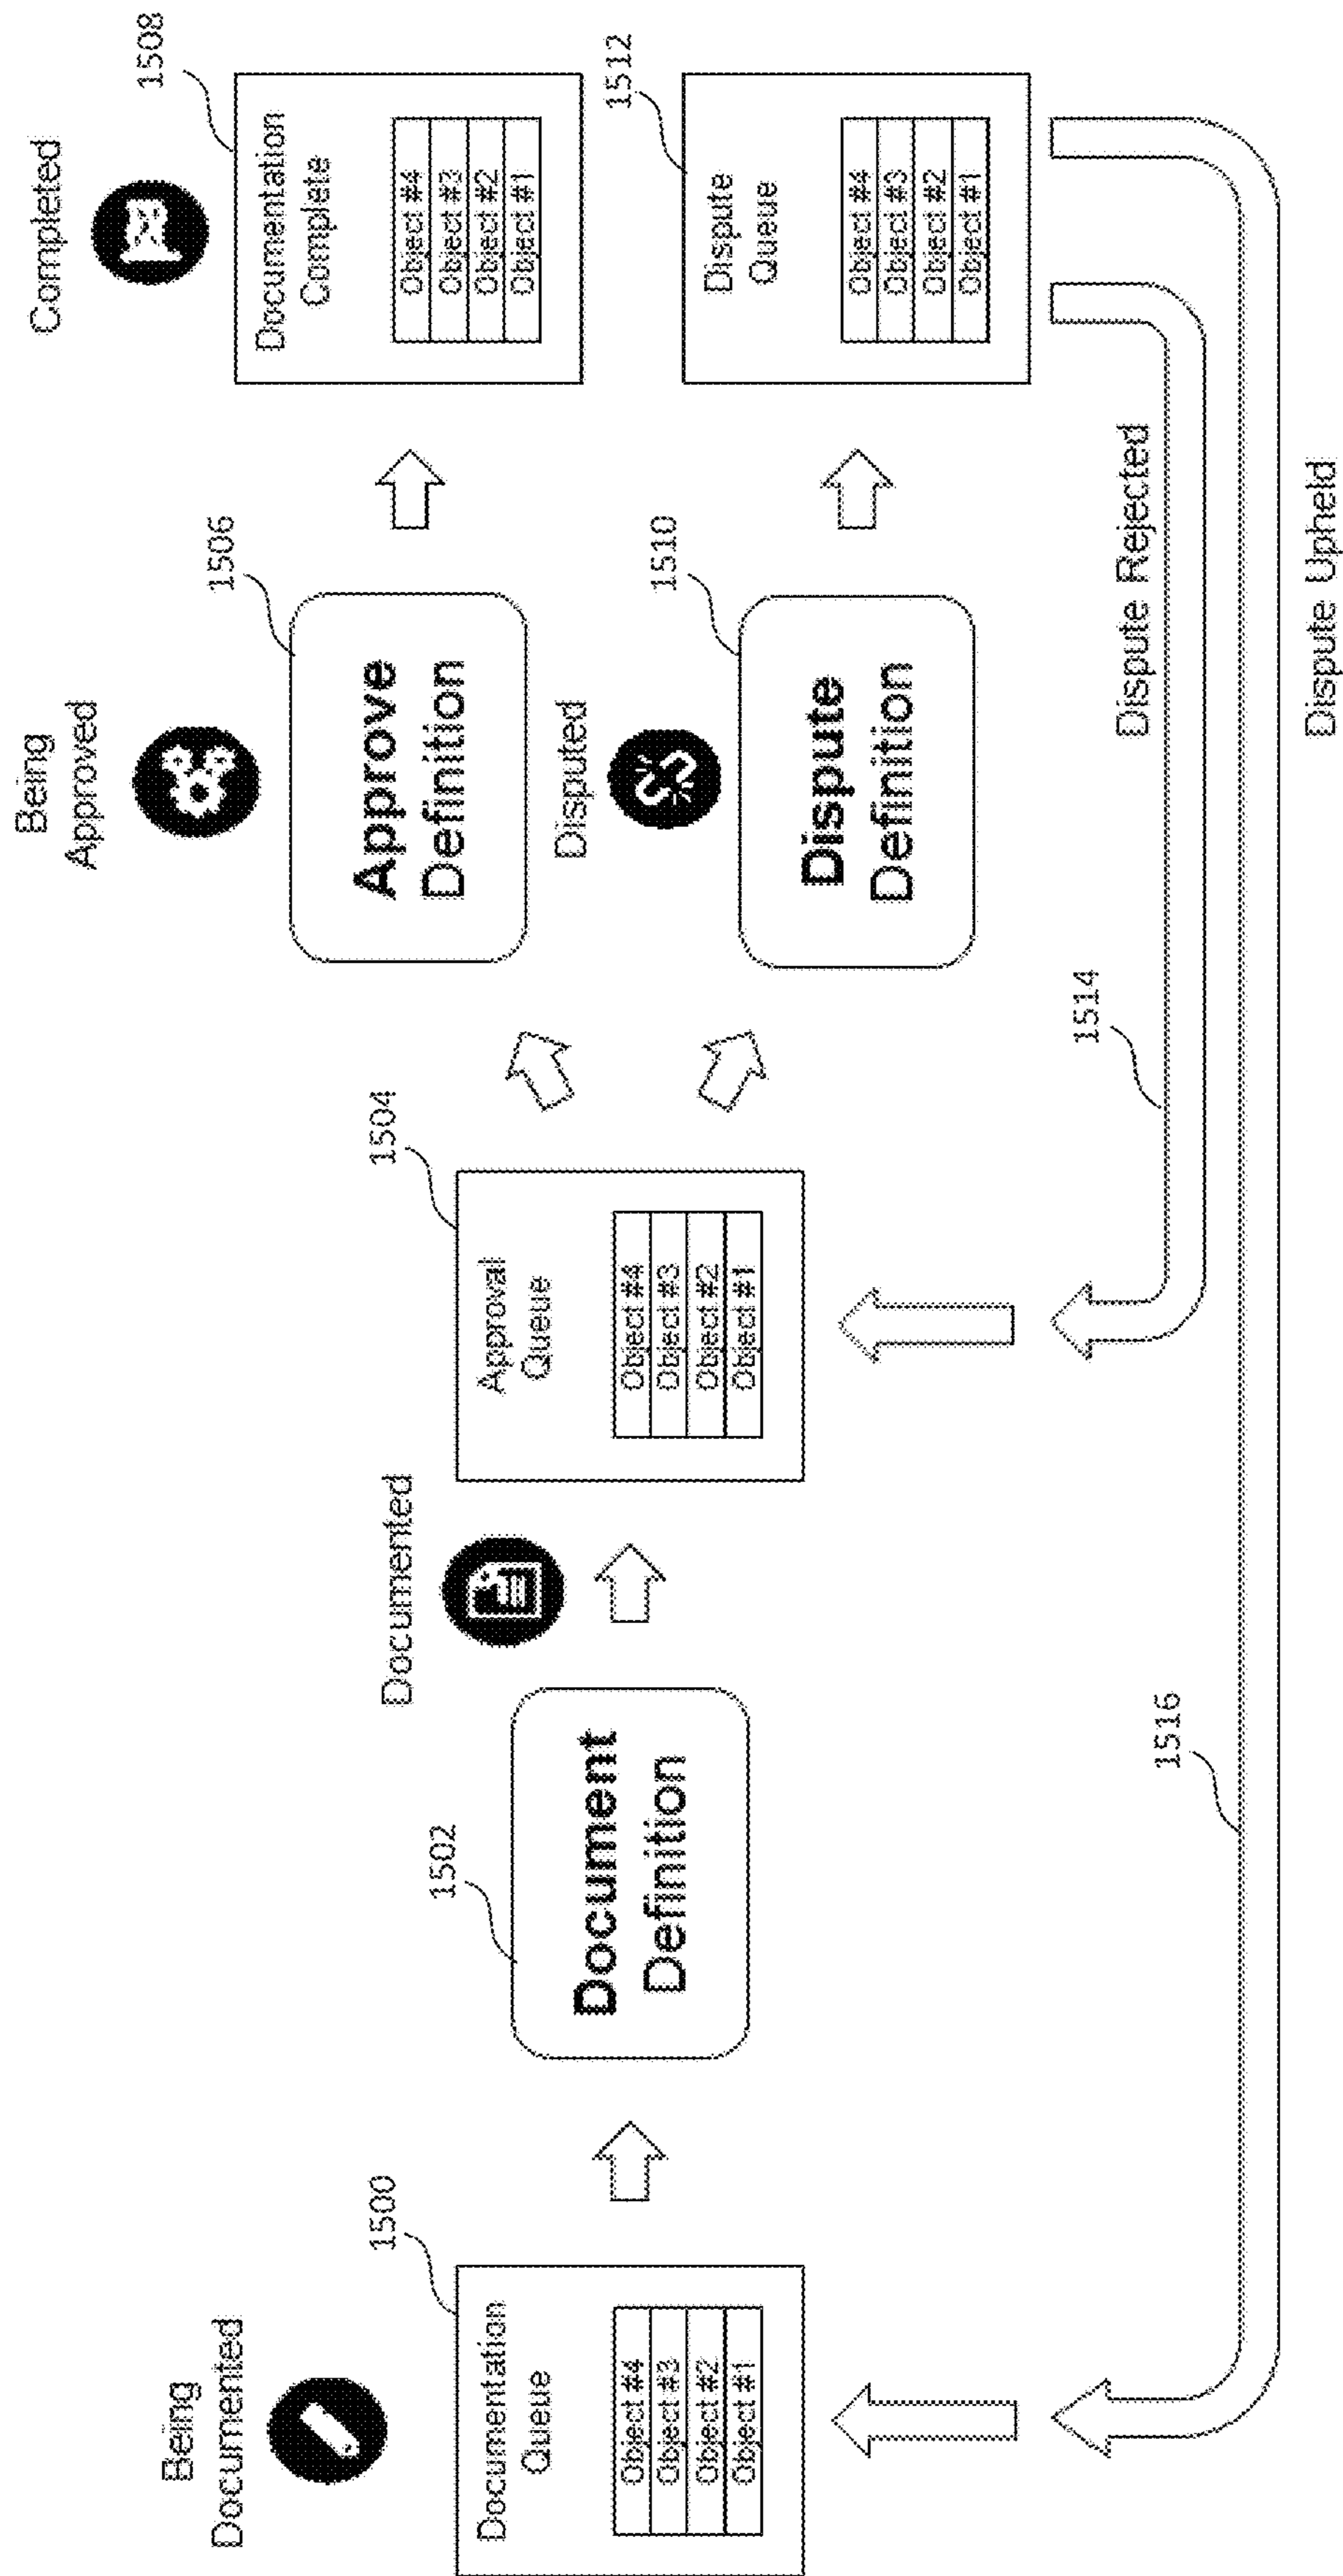 Being
Documented
1500
Documentation
Queue
Object #4
Object #3
Object #2
Object #1
1502
Document
Definition
Documented
1504
Approval
Queue
Object #4
Object #3
Object #2
Object #1
Being
Approved
1506
Approve
Definition
Disputed
1510
Dispute
Definition
Completed
1508
Documentation
Complete
Object #4
Object #3
Object #2
Object #1
1512
Dispute
Queue
Object #4
Object #3
Object #2
Object #1
1514
Dispute Rejected
1516
Dispute Upheld